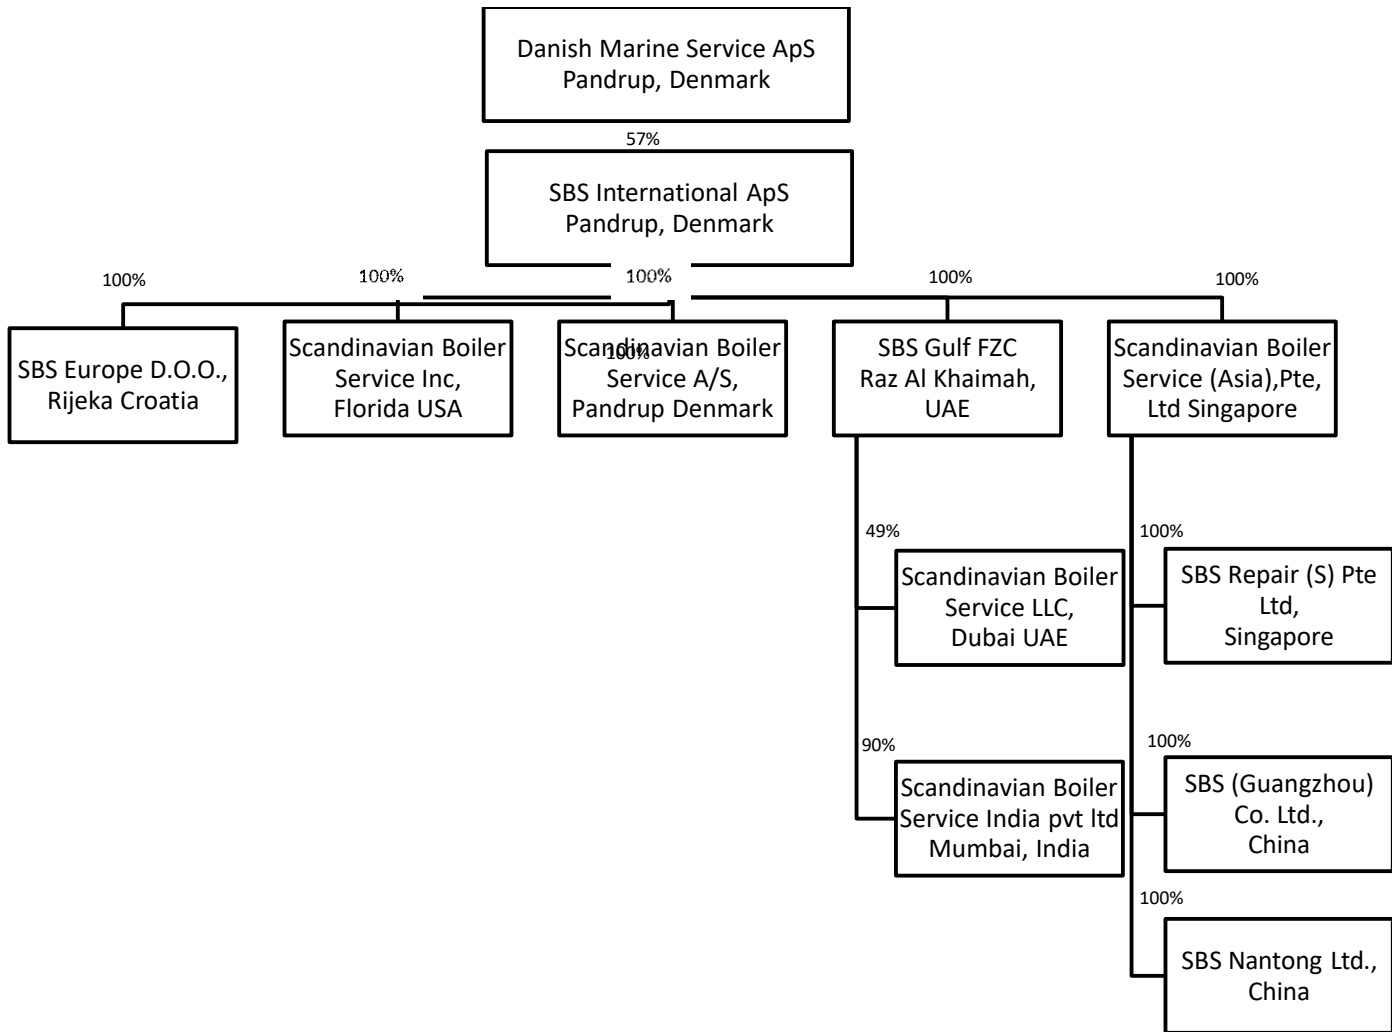 Danish Marine Service ApS
Pandrup, Denmark
57%
SBS International ApS
Pandrup, Denmark
100%
100%
100%
100%
100%
SBS Europe D.O.O.,
Rijeka Croatia
Scandinavian Boiler
Service Inc,
Florida USA
Scandinavian Boiler
100%
Service A/S,
Pandrup Denmark
SBS Gulf FZC
Raz Al Khaimah,
UAE
Scandinavian Boiler
Service (Asia),Pte,
Ltd Singapore
49%
Scandinavian Boiler
Service LLC,
Dubai UAE
100%
SBS Repair (S) Pte
Ltd,
Singapore
90%
Scandinavian Boiler
Service India pvt ltd
Mumbai, India
100%
SBS (Guangzhou)
Co. Ltd.,
China
100%
SBS Nantong Ltd.,
China